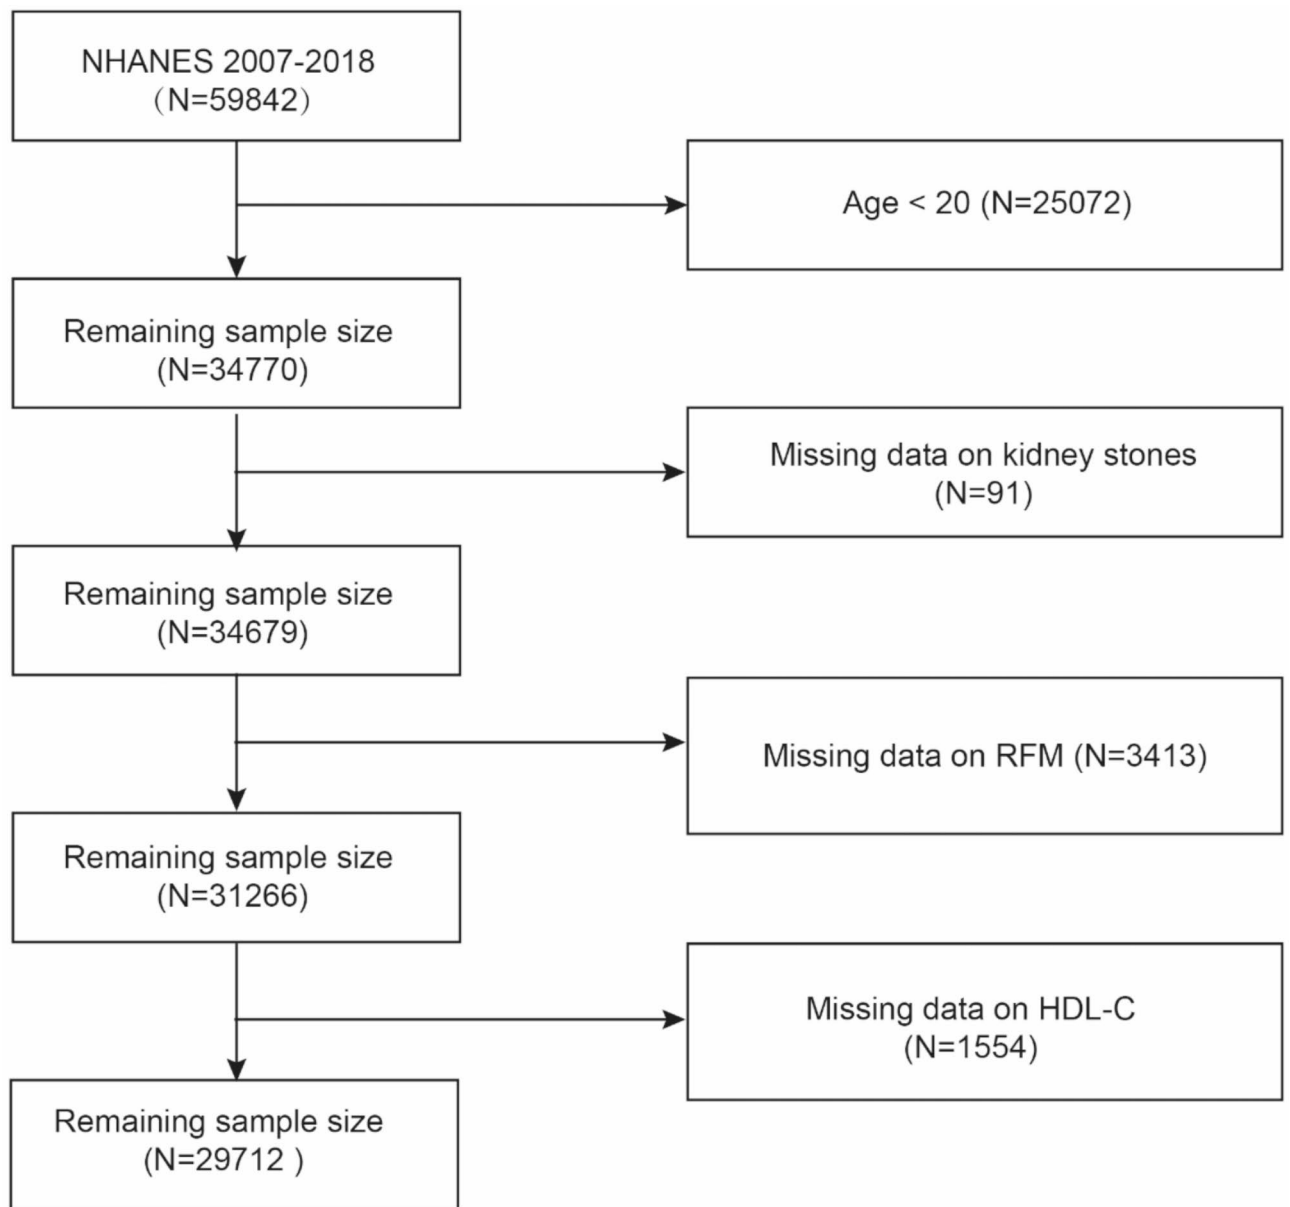 NHANES 2007-2018
（N=59842）
Age < 20 (N=25072)
Remaining sample size
(N=34770)
Missing data on kidney stones
(N=91)
Remaining sample size
(N=34679)
Missing data on RFM (N=3413)
Remaining sample size
(N=31266)
Missing data on HDL-C
(N=1554)
Remaining sample size
(N=29712 )